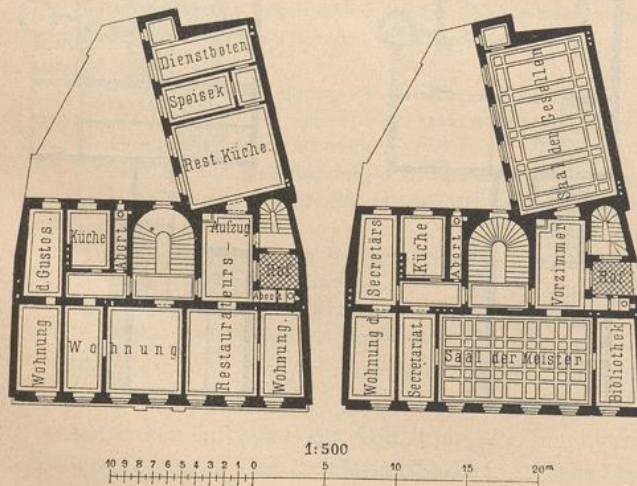 Dienstboten
Speisek.
Rest. Küche.
d. Custos.
Küche
Abort
Aufzug
Hof
Abort
Wohnung
Wohnung
Restaurateurs-
Wohnung.
Saal der Gesellen
Secretärs
Küche
Abort
Vorzimmer
Hof
Wohnung d.
Secretariat
Saal der Meister
Bibliothek
1:500
10 9 8 7 6 5 4 3 2 1 0 5 10 15 20m